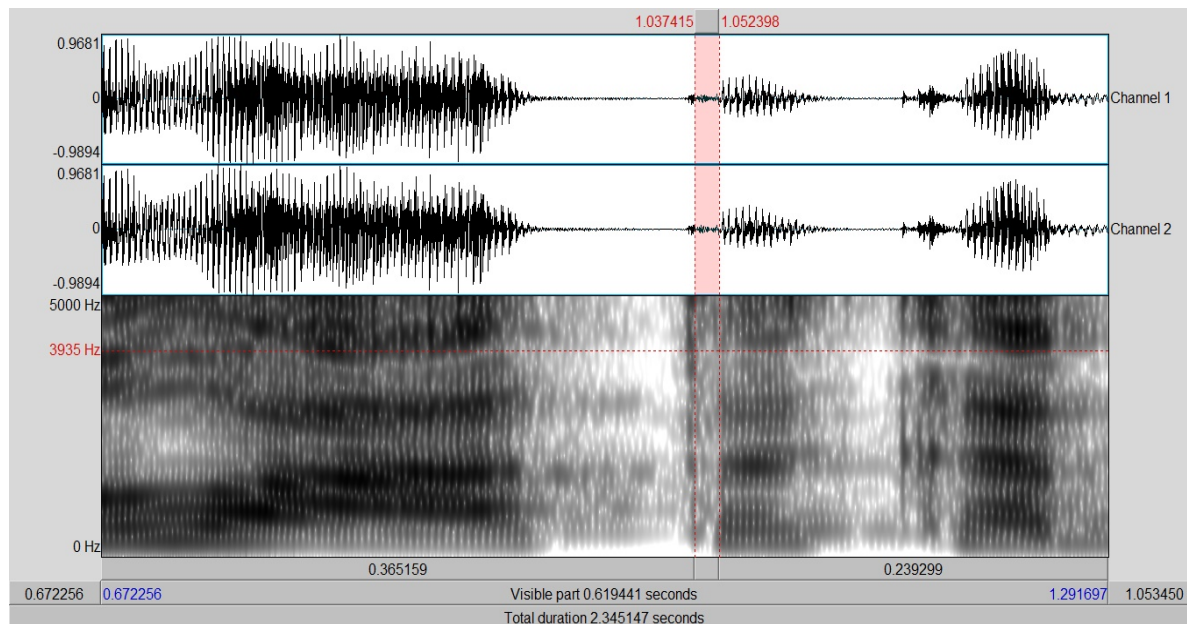 1.037415 1.052398
0.9681
0
-0.9894
Channel 1
0.9681
0
-0.9894
Channel 2
5000 Hz
3935 Hz
0 Hz
0.365159 0.239299
0.672256 0.672256 Visible part 0.619441 seconds 1.291697 1.053450
Total duration 2.345147 seconds